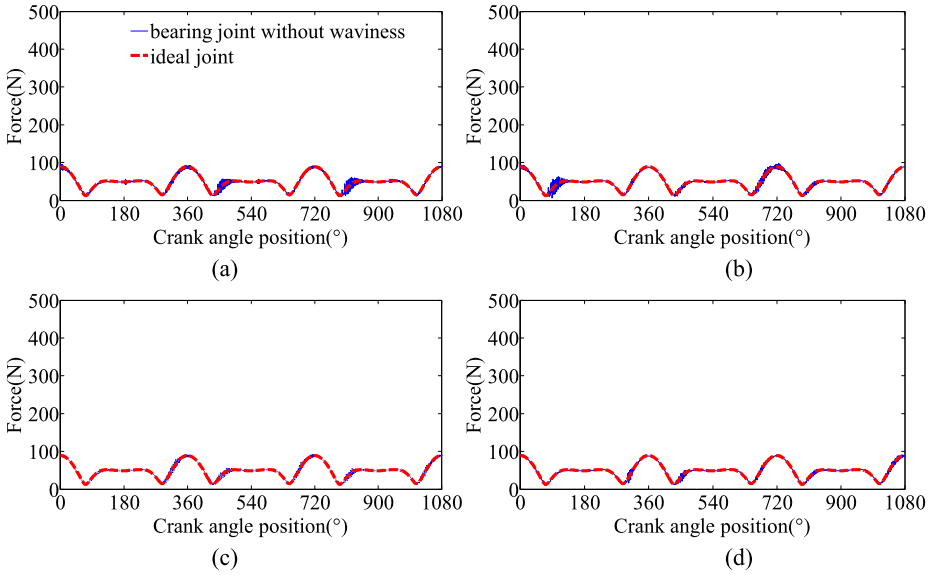 500
400
300
200
100
0
Force(N)
bearing joint without waviness
ideal joint
0 180 360 540 720 900 1080
Crank angle position(°)
(a)
500
400
300
200
100
0
Force(N)
0 180 360 540 720 900 1080
Crank angle position(°)
(b)
500
400
300
200
100
0
Force(N)
0 180 360 540 720 900 1080
Crank angle position(°)
(c)
500
400
300
200
100
0
Force(N)
0 180 360 540 720 900 1080
Crank angle position(°)
(d)